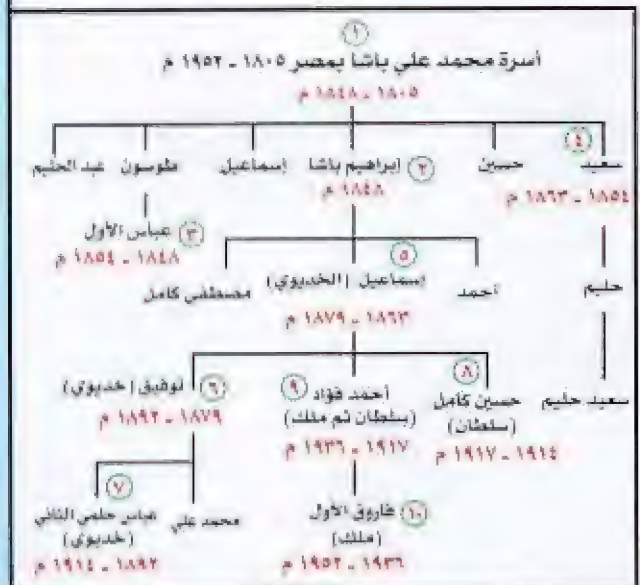 ١
أسرة محمد علي باشا بمصر ١٨٠٥ - ١٩٥٢ م
١٨٠٥ - ١٨٤٨ م
٤ سعيد حسين ٢ إبراهيم باشا إسماعيل طوسون عبد الحليم
١٨٥٤ - ١٨٦٣ م ١٨٤٨ م
٣ عباس الأول
١٨٤٨ - ١٨٥٤ م
٥
حليم أحمد إسماعيل (الخديوي) مصطفى كامل
١٨٦٣ - ١٨٧٩ م
سعيد حليم ٨ حسين كامل ٩ أحمد فؤاد ٦ توفيق (خديوي)
(سلطان) (سلطان ثم ملك) ١٨٧٩ - ١٨٩٢ م
١٩١٤ - ١٩١٧ م ١٩١٧ - ١٩٣٦ م
١٠ فاروق الأول محمد علي ٧ عباس حلمي الثاني
(ملك) (خديوي)
١٩٣٦ - ١٩٥٢ م ١٨٩٢ - ١٩١٤ م